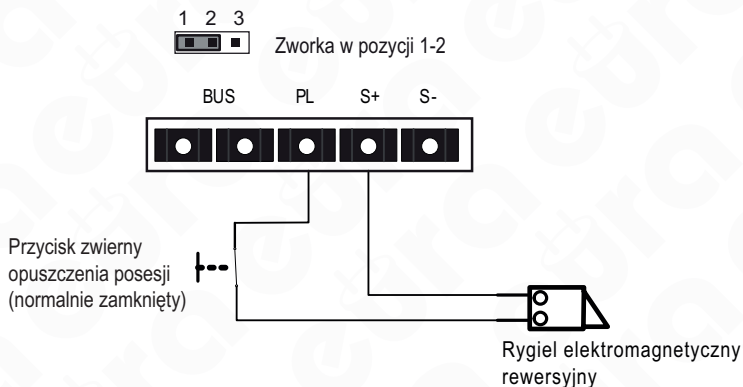 1 2 3
Zworka w pozycji 1-2
BUS PL S+ S-
Przycisk zwierny
opuszczenia posesji
(normalnie zamknięty)
Rygiel elektromagnetyczny
rewersyjny